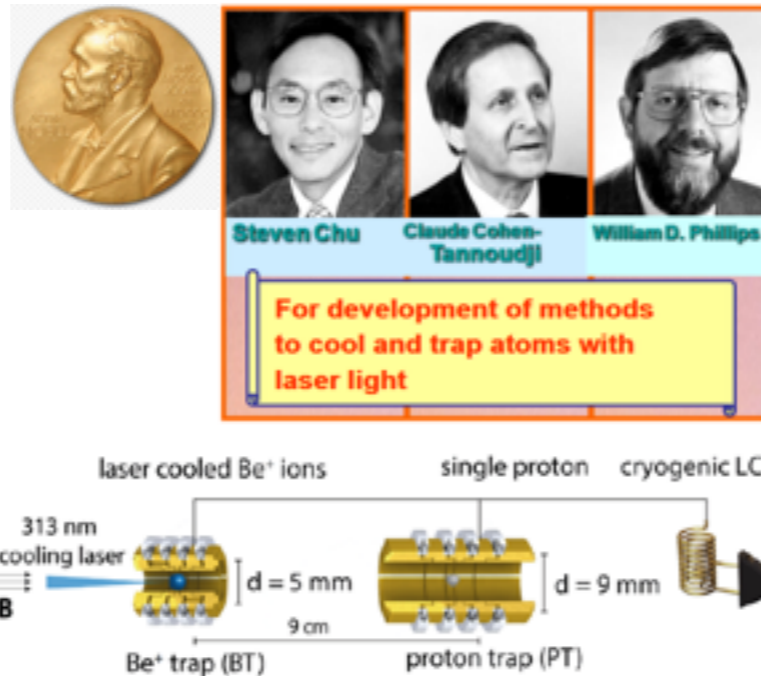 Steven Chu
Claude Cohen-
Tannoudji
William D. Phillips
For development of methods
to cool and trap atoms with
laser light
laser cooled Be⁺ ions
single proton
cryogenic LC
313 nm
cooling laser
B
d = 5 mm
d = 9 mm
9 cm
Be⁺ trap (BT)
proton trap (PT)